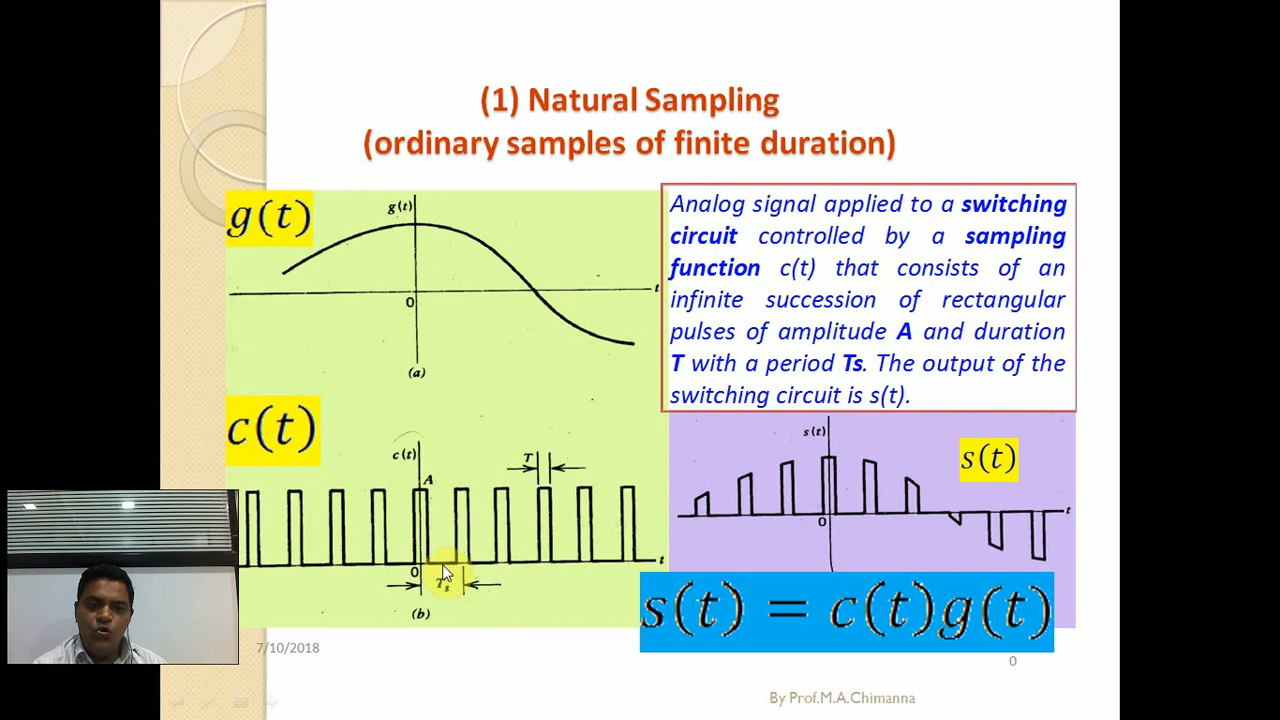 (1) Natural Sampling
(ordinary samples of finite duration)
g(t)
g(t)
t
0
(a)
Analog signal applied to a switching
circuit controlled by a sampling
function c(t) that consists of an
infinite succession of rectangular
pulses of amplitude A and duration
T with a period Ts. The output of the
switching circuit is s(t).
c(t)
c(t)
A
T
t
0
Ts
(b)
s(t)
s(t)
t
0
s(t) = c(t)g(t)
7/10/2018
0
By Prof.M.A.Chimanna